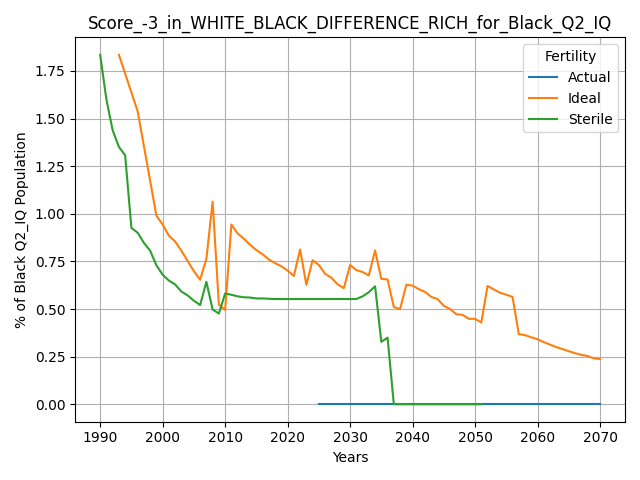 Score_-3_in_WHITE_BLACK_DIFFERENCE_RICH_for_Black_Q2_IQ
Fertility
Actual
Ideal
Sterile
% of Black Q2_IQ Population
1.75
1.50
1.25
1.00
0.75
0.50
0.25
0.00
1990 2000 2010 2020 2030 2040 2050 2060 2070
Years